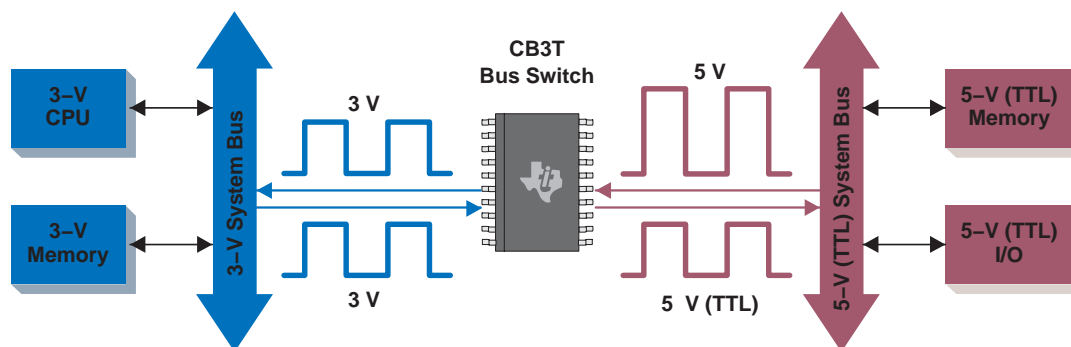 CB3T
Bus Switch
3–V
CPU
3–V
Memory
3–V System Bus
3 V
3 V
5 V
5 V (TTL)
5–V (TTL) System Bus
5–V (TTL)
Memory
5–V (TTL)
I/O